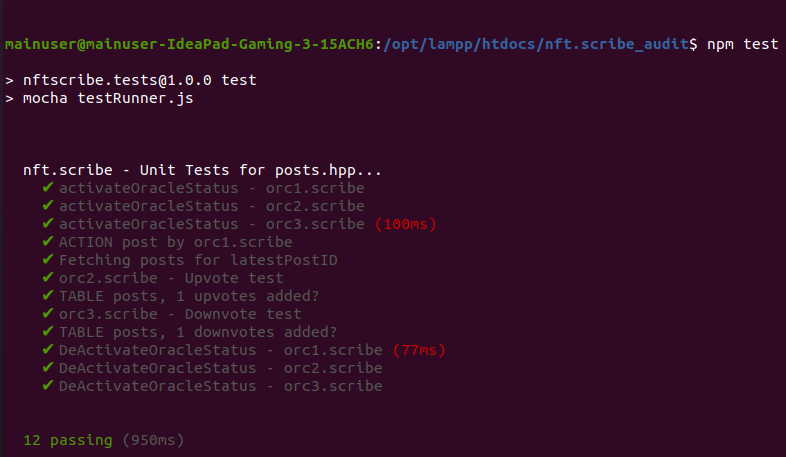 mainuser@mainuser-IdeaPad-Gaming-3-15ACH6:/opt/lampp/htdocs/nft.scribe_audit$ npm test
> nftscribe.tests@1.0.0 test
> mocha testRunner.js
nft.scribe - Unit Tests for posts.hpp...
✔ activateOracleStatus - orc1.scribe
✔ activateOracleStatus - orc2.scribe
✔ activateOracleStatus - orc3.scribe (100ms)
✔ ACTION post by orc1.scribe
✔ Fetching posts for latestPostID
✔ orc2.scribe - Upvote test
✔ TABLE posts, 1 upvotes added?
✔ orc3.scribe - Downvote test
✔ TABLE posts, 1 downvotes added?
✔ DeActivateOracleStatus - orc1.scribe (77ms)
✔ DeActivateOracleStatus - orc2.scribe
✔ DeActivateOracleStatus - orc3.scribe
12 passing (950ms)